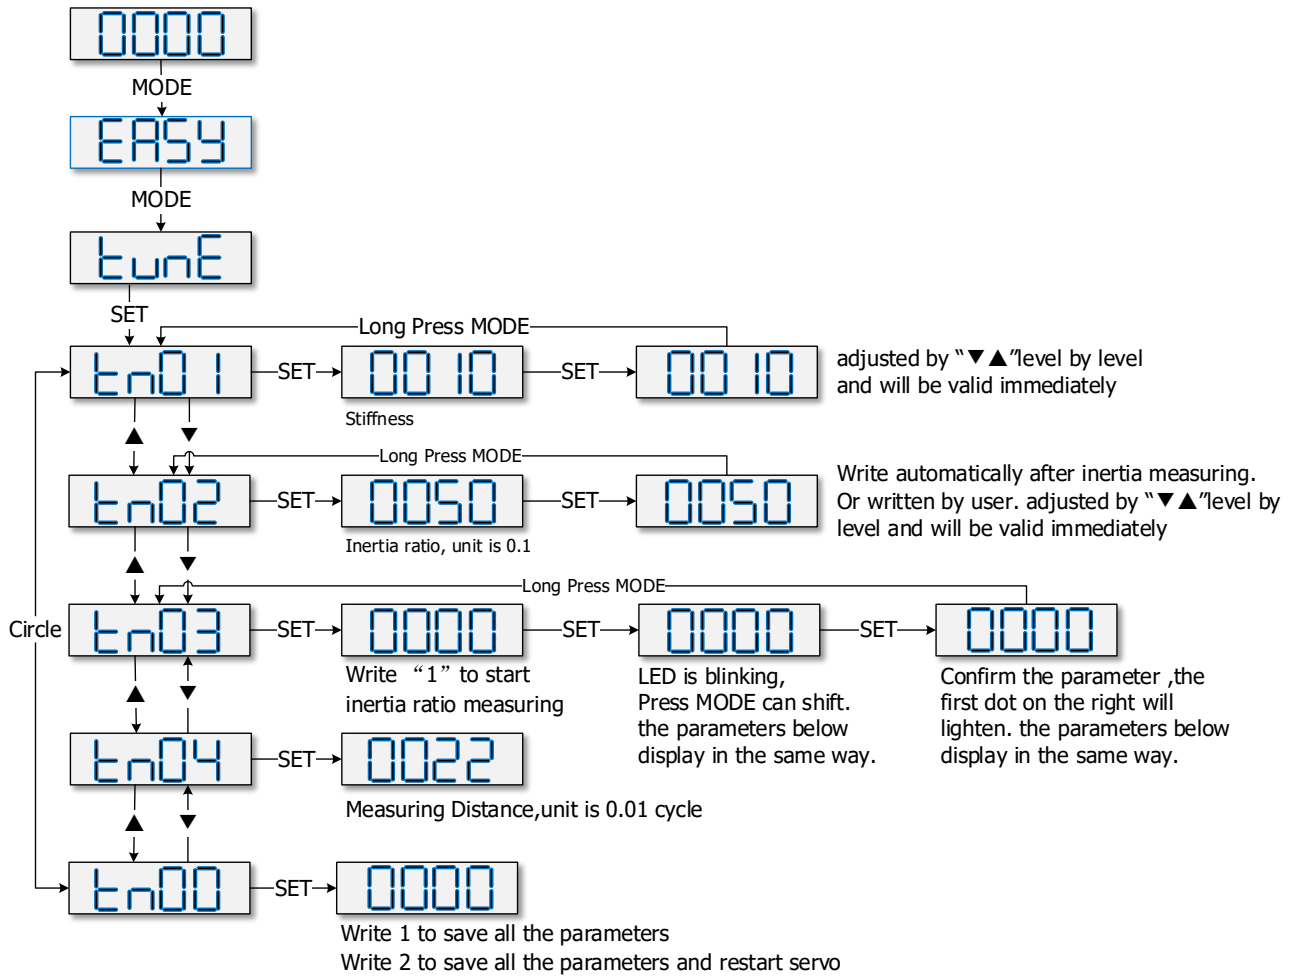 0000
MODE
EASY
MODE
tunE
SET
Long Press MODE
tn01
SET
0010
SET
0010
adjusted by “▼▲”level by level
and will be valid immediately
Stiffness
▲
▼
Long Press MODE
tn02
SET
0050
SET
0050
Write automatically after inertia measuring.
Or written by user. adjusted by “▼▲”level by
level and will be valid immediately
Inertia ratio, unit is 0.1
▲
▼
Long Press MODE
Circle
tn03
SET
0000
SET
0000
SET
0000
Write “1” to start
inertia ratio measuring
LED is blinking,
Press MODE can shift.
the parameters below
display in the same way.
Confirm the parameter ,the
first dot on the right will
lighten. the parameters below
display in the same way.
▲
▼
tn04
SET
0022
Measuring Distance,unit is 0.01 cycle
▲
▼
tn00
SET
0000
Write 1 to save all the parameters
Write 2 to save all the parameters and restart servo